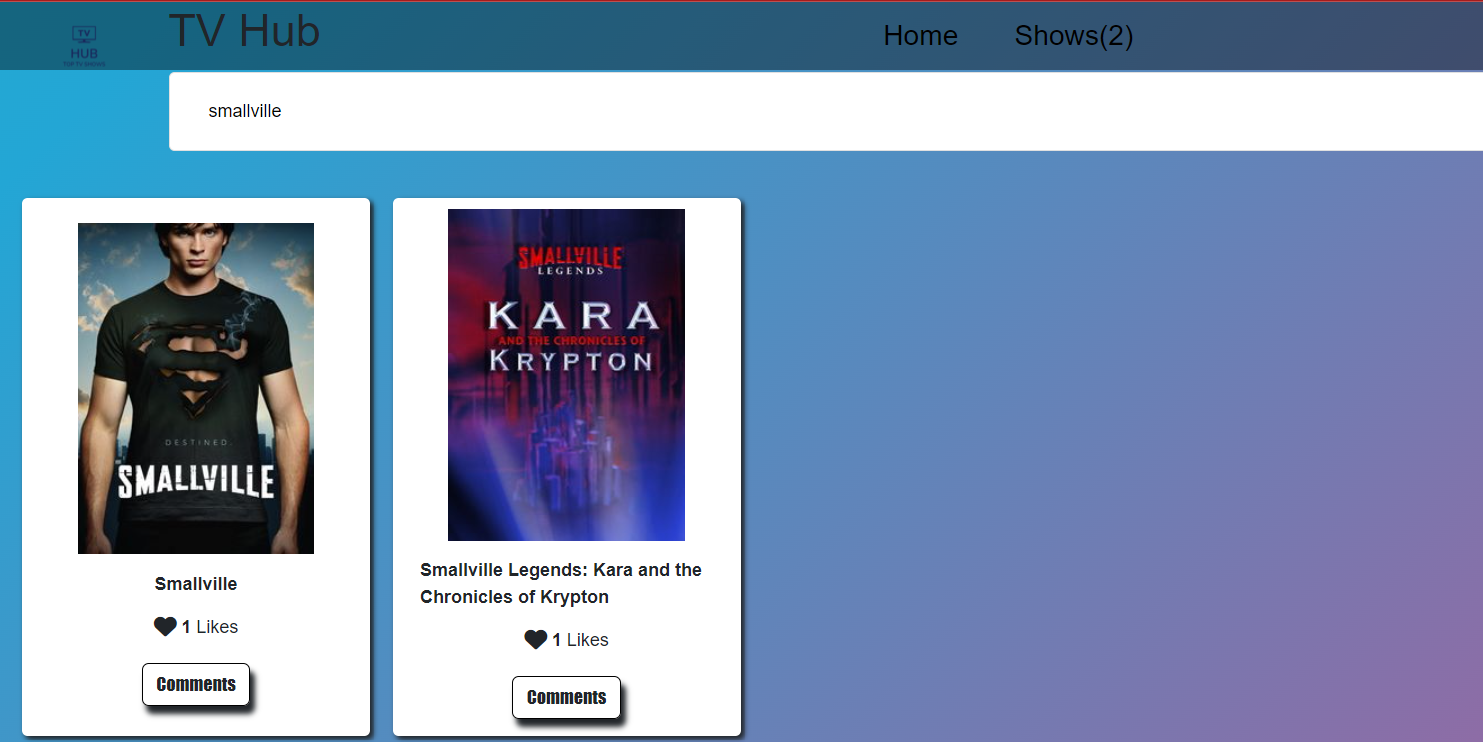 TV
HUB
TOP TV SHOWS
TV Hub
Home
Shows(2)
smallville
DESTINED.
SMALLVILLE
Smallville
1 Likes
Comments
SMALLVILLE
LEGENDS
KARA
AND THE CHRONICLES OF
KRYPTON
Smallville Legends: Kara and the
Chronicles of Krypton
1 Likes
Comments